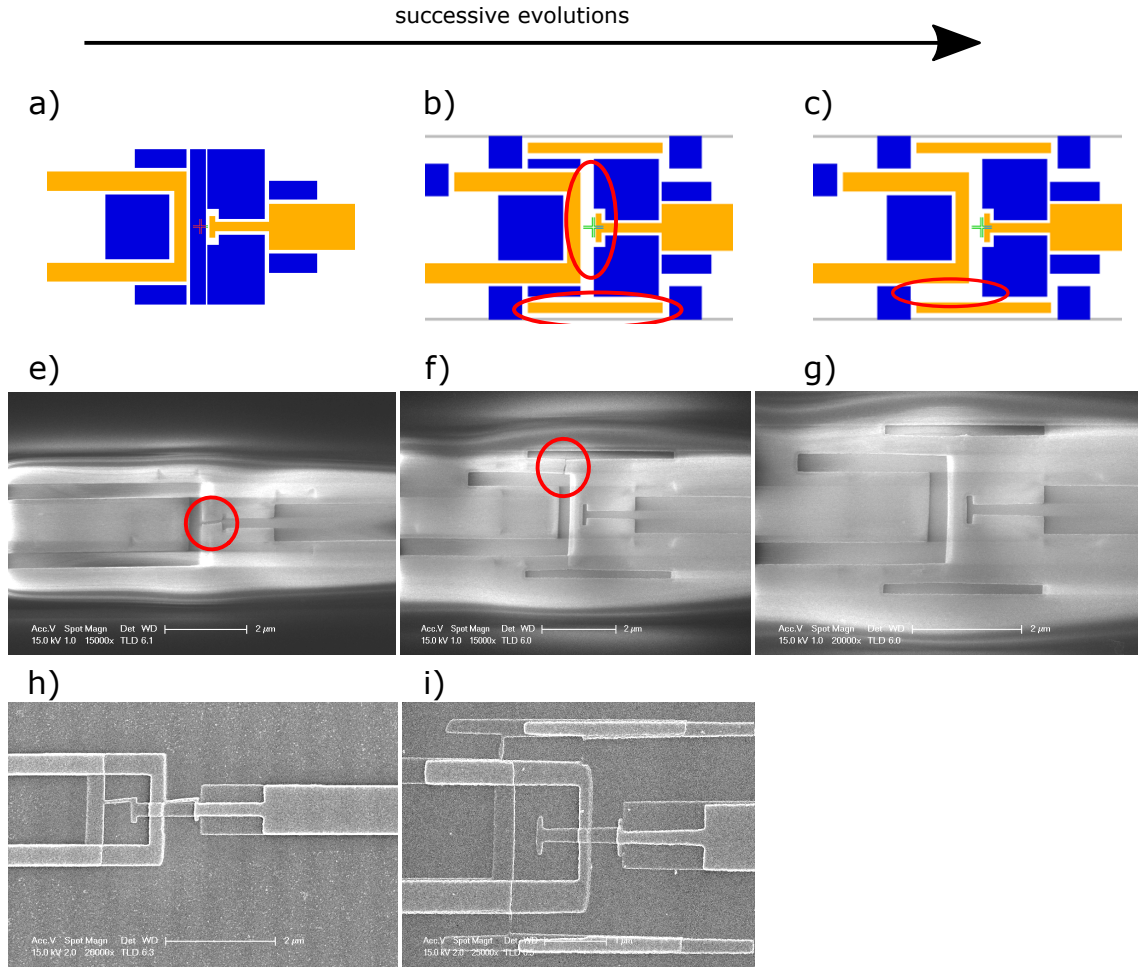 successive evolutions
a)
b)
c)
e)
f)
g)
Acc.V Spot Magn Det WD 2 µm
15.0 kV 1.0 15000x TLD 6.1
Acc.V Spot Magn Det WD 2 µm
15.0 kV 1.0 15000x TLD 6.0
Acc.V Spot Magn Det WD 2 µm
15.0 kV 1.0 20000x TLD 6.0
h)
i)
Acc.V Spot Magn Det WD 2 µm
15.0 kV 2.0 20000x TLD 6.3
Acc.V Spot Magn Det WD 1 µm
15.0 kV 2.0 25000x TLD